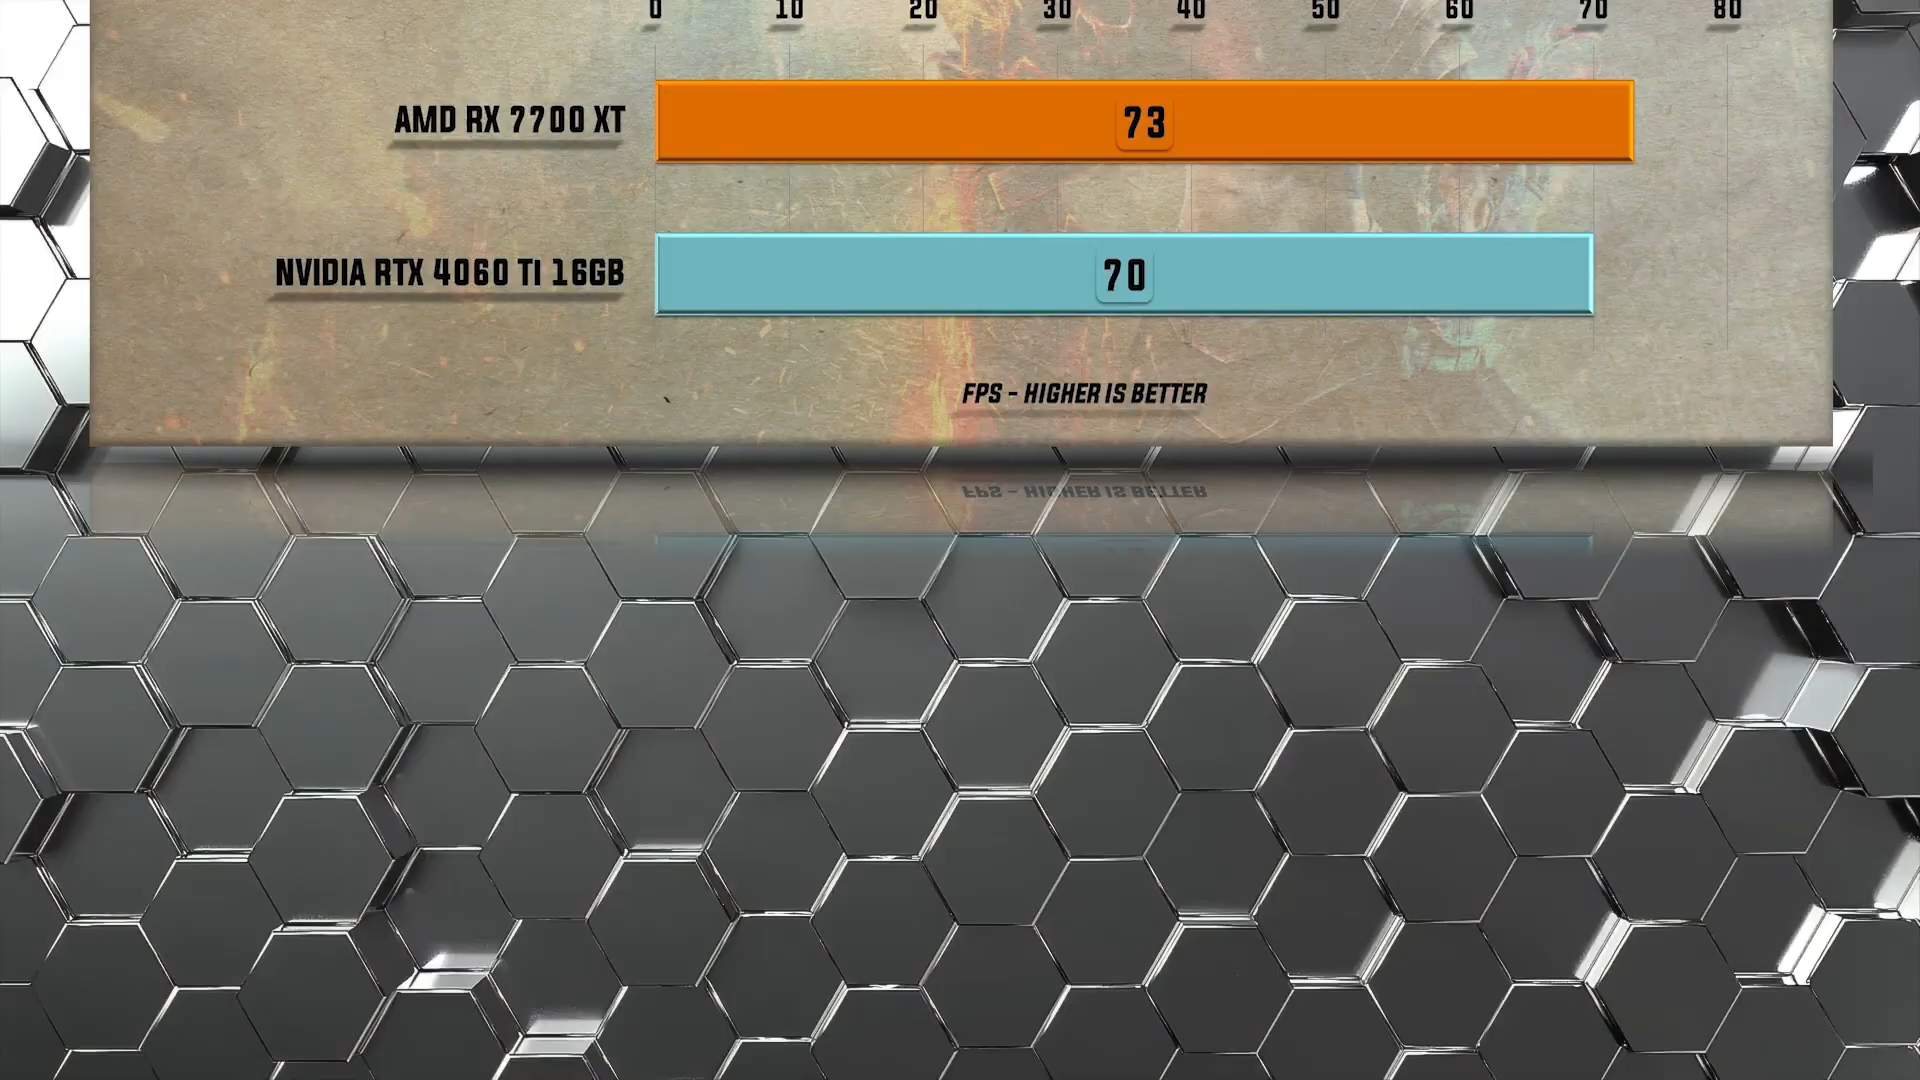 0 10 20 30 40 50 60 70 80
AMD RX 7700 XT 73
NVIDIA RTX 4060 TI 16GB 70
FPS - HIGHER IS BETTER